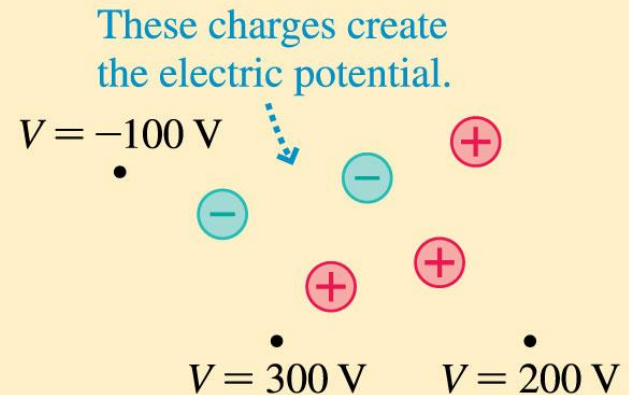 These charges create
the electric potential.
V = −100 V
−
−
+
+
+
V = 300 V
V = 200 V